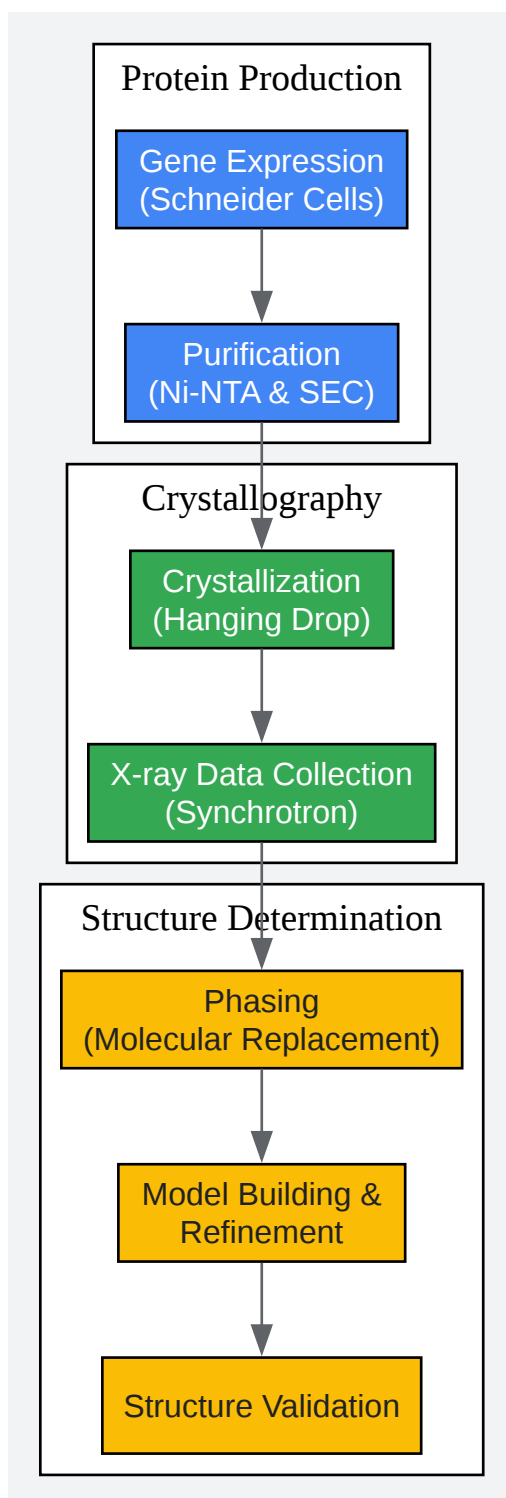 Protein Production
Gene Expression
(Schneider Cells)
Purification
(Ni-NTA & SEC)
Crystallography
Crystallization
(Hanging Drop)
X-ray Data Collection
(Synchrotron)
Structure Determination
Phasing
(Molecular Replacement)
Model Building &
Refinement
Structure Validation